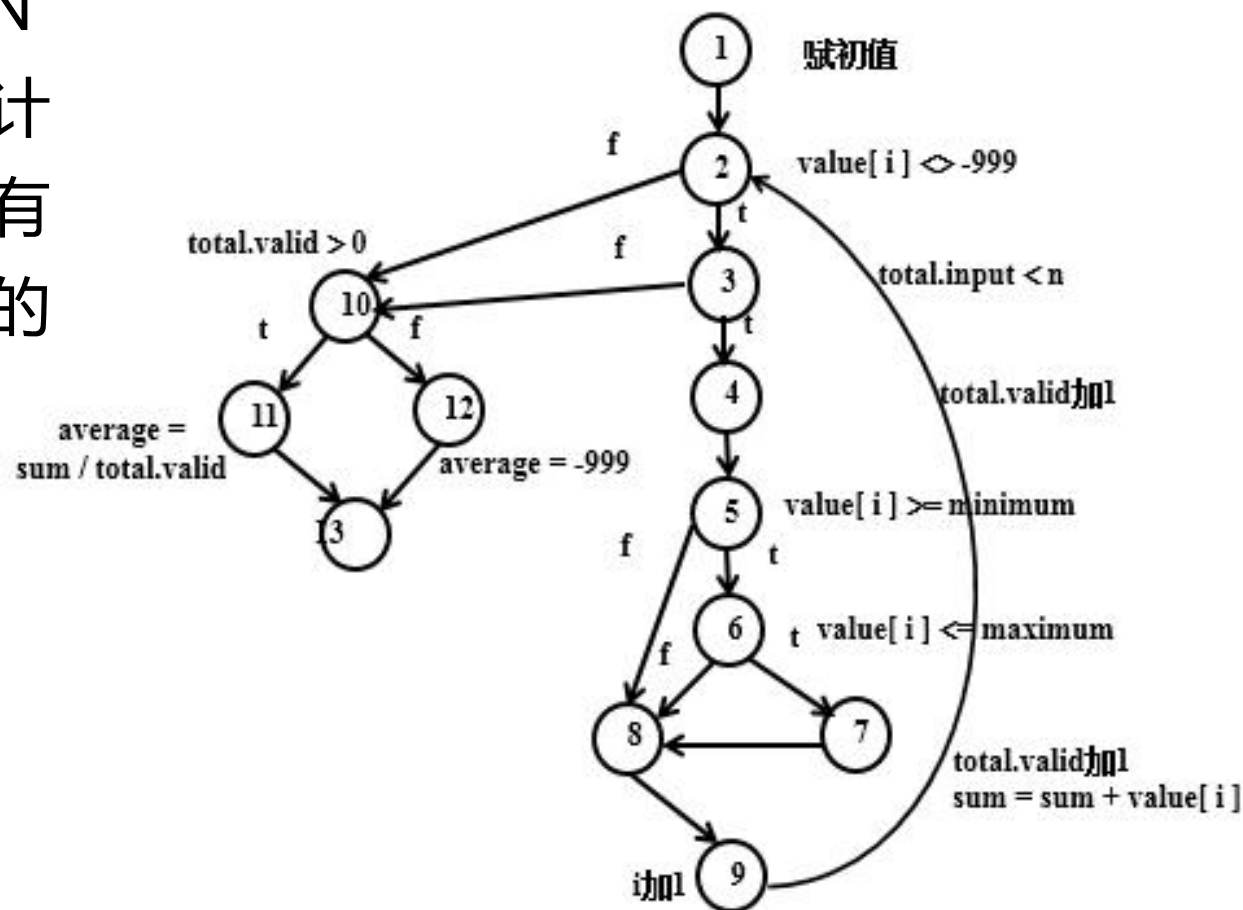 N
计
有
的
1
赋初值
f
2
value[ i ] <> -999
t
total.valid > 0
f
3
total.input < n
10
t
f
t
4
total.valid加1
11
12
average =
sum / total.valid
average = -999
5
value[ i ] >= minimum
13
f
t
6
t
value[ i ] <= maximum
f
8
7
total.valid加1
sum = sum + value[ i ]
i加1
9